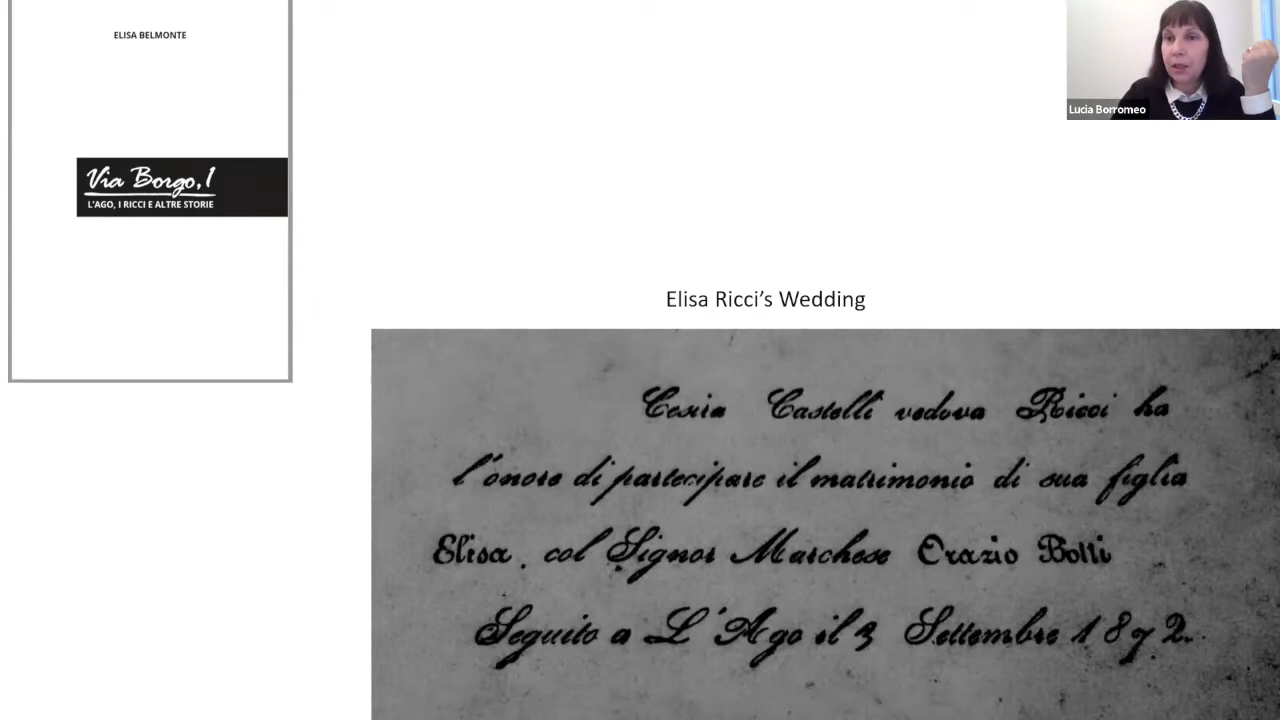 ELISA BELMONTE
Via Borgo, 1
L'AGO, I RICCI E ALTRE STORIE
Lucia Borromeo
Elisa Ricci's Wedding
Cesira Castelli vedova Ricci ha
l'onore di partecipare il matrimonio di sua figlia
Elisa, col Signor Marchese Orazio Botti
Seguito a L'Ago il 3 Settembre 1872.